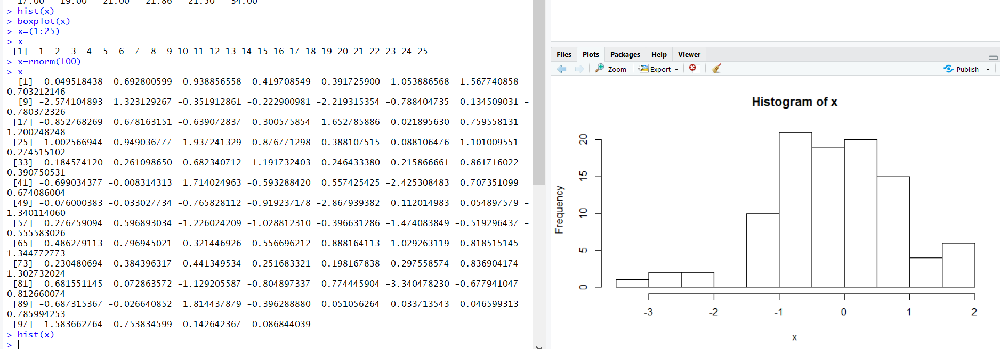 17.00 19.00 21.00 21.86 21.50 34.00
> hist(x)
> boxplot(x)
> x=(1:25)
> x
[1] 1 2 3 4 5 6 7 8 9 10 11 12 13 14 15 16 17 18 19 20 21 22 23 24 25
> x=rnorm(100)
> x
[1] -0.049518438 0.692800599 -0.938856558 -0.419708549 -0.391725900 -1.053886568 1.567740858 -
0.703212146
[9] -2.574104893 1.323129267 -0.351912861 -0.222900981 -2.219315354 -0.788404735 0.134509031 -
0.780372326
[17] -0.852768269 0.678163151 -0.639072837 0.300575854 1.652785886 0.021895630 0.759558131
1.200248248
[25] 1.002566944 -0.949036777 1.937241329 -0.876771298 0.388107515 -0.088106476 -1.101009551
0.274515102
[33] 0.184574120 0.261098650 -0.682340712 1.191732403 -0.246433380 -0.215866661 -0.861716022
0.390750531
[41] -0.699034377 -0.008314313 1.714024963 -0.593288420 0.557425425 -2.425308483 0.707351099
0.674086004
[49] -0.076000383 -0.033027734 -0.765828112 -0.919237178 -2.867939382 0.112014983 0.054897579 -
1.340114060
[57] 0.276759094 0.596893034 -1.226024209 -1.028812310 -0.396631286 -1.474083849 -0.519296437 -
0.555583026
[65] -0.486279113 0.796945021 0.321446926 -0.556696212 0.888164113 -1.029263119 0.818515145 -
1.344772773
[73] 0.230480694 -0.384396317 0.441349534 -0.251683321 -0.198167838 0.297558574 -0.836904174 -
1.302732024
[81] 0.681551145 0.072863572 -1.129205587 -0.804897337 0.774445904 -3.340478230 -0.677941047
0.812660074
[89] -0.687315367 -0.026640852 1.814437879 -0.396288880 0.051056264 0.033713543 0.046599313
0.785994253
[97] 1.583662764 0.753834599 0.142642367 -0.086844039
> hist(x)
>
Files Plots Packages Help Viewer
Zoom Export Publish
Histogram of x
Frequency
20
15
10
5
0
-3 -2 -1 0 1 2
x